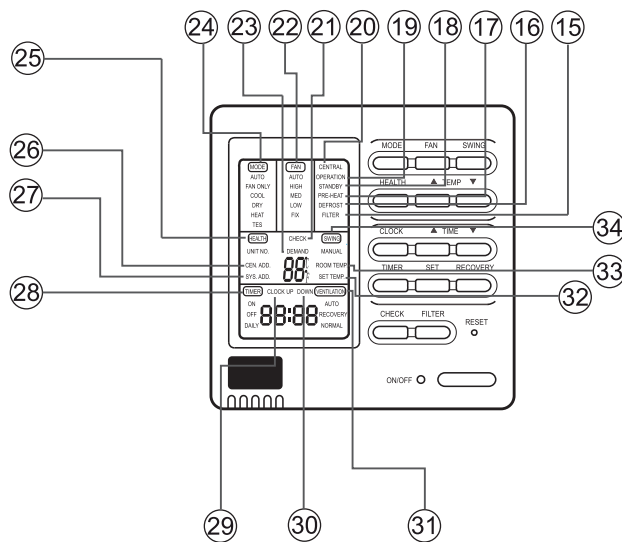 24 23 22 21 20 19 18 17 16 15
25
26
27
28
34
33
32
29 30 31
MODE FAN CENTRAL
AUTO AUTO OPERATION
FAN ONLY HIGH STANDBY
COOL MED PRE-HEAT
DRY LOW DEFROST
HEAT FIX FILTER
TES
HEALTH CHECK SWING
UNIT NO. DEMAND MANUAL
CEN. ADD. 88 ROOM TEMP
SYS. ADD. SET TEMP
TIMER CLOCK UP DOWN VENTILATION
ON AUTO
OFF 88:88 RECOVERY
DAILY NORMAL
MODE FAN SWING
HEALTH ▲ TEMP ▼
CLOCK ▲ TIME ▼
TIMER SET RECOVERY
CHECK FILTER RESET
ON/OFF